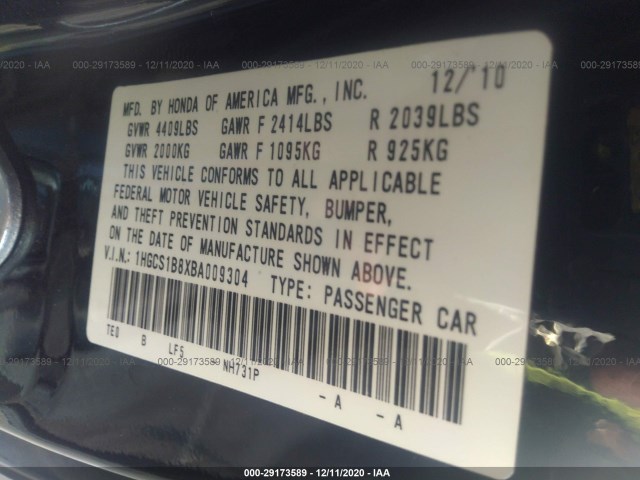 000-29173589 - 12/11/2020 - IAA
000-29173589 - 12/11/2020 - IAA
000-29173589 - 12/11/2020 - IAA
MFD. BY HONDA OF AMERICA MFG., INC. 12/'10
GVWR 4409LBS GAWR F 2414LBS R 2039LBS
GVWR 2000KG GAWR F 1095KG R 925KG
THIS VEHICLE CONFORMS TO ALL APPLICABLE
FEDERAL MOTOR VEHICLE SAFETY, BUMPER,
AND THEFT PREVENTION STANDARDS IN EFFECT
ON THE DATE OF MANUFACTURE SHOWN ABOVE.
V.I.N.: 1HGCS1B8XBA009304 TYPE: PASSENGER CAR
TE0 B LFS
NH731P -A -A
000-29173589 - 12/11/2020 - IAA
000-29173589 - 12/11/2020 - IAA
000-29173589 - 12/11/2020 - IAA
000-29173589 - 12/11/2020 - IAA